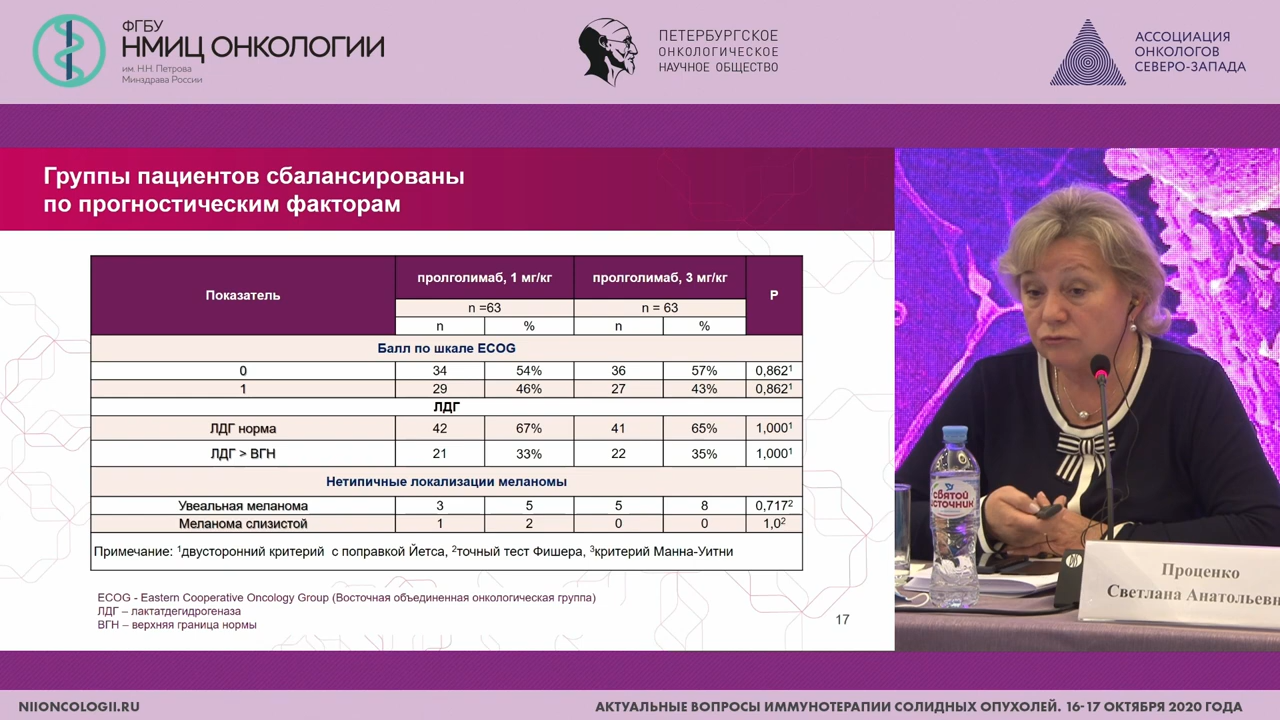 ФГБУ
НМИЦ ОНКОЛОГИИ
им. Н.Н. Петрова
Минздрава России
ПЕТЕРБУРГСКОЕ
ОНКОЛОГИЧЕСКОЕ
НАУЧНОЕ ОБЩЕСТВО
АССОЦИАЦИЯ
ОНКОЛОГОВ
СЕВЕРО-ЗАПАДА
Группы пациентов сбалансированы
по прогностическим факторам
Показатель пролголимаб, 1 мг/кг пролголимаб, 3 мг/кг P
n =63 n = 63
n % n %
Балл по шкале ECOG
0 34 54% 36 57% 0,862¹
1 29 46% 27 43% 0,862¹
ЛДГ
ЛДГ норма 42 67% 41 65% 1,000¹
ЛДГ > ВГН 21 33% 22 35% 1,000¹
Нетипичные локализации меланомы
Увеальная меланома 3 5 5 8 0,717²
Меланома слизистой 1 2 0 0 1,0²
Примечание: ¹двусторонний критерий с поправкой Йетса, ²точный тест Фишера, ³критерий Манна-Уитни
ECOG - Eastern Cooperative Oncology Group (Восточная объединенная онкологическая группа)
ЛДГ – лактатдегидрогеназа
ВГН – верхняя граница нормы
17
СВЯТОЙ
ИСТОЧНИК
Проценко
Светлана Анатольевн
NIIONCOLOGII.RU
АКТУАЛЬНЫЕ ВОПРОСЫ ИММУНОТЕРАПИИ СОЛИДНЫХ ОПУХОЛЕЙ. 16-17 ОКТЯБРЯ 2020 ГОДА